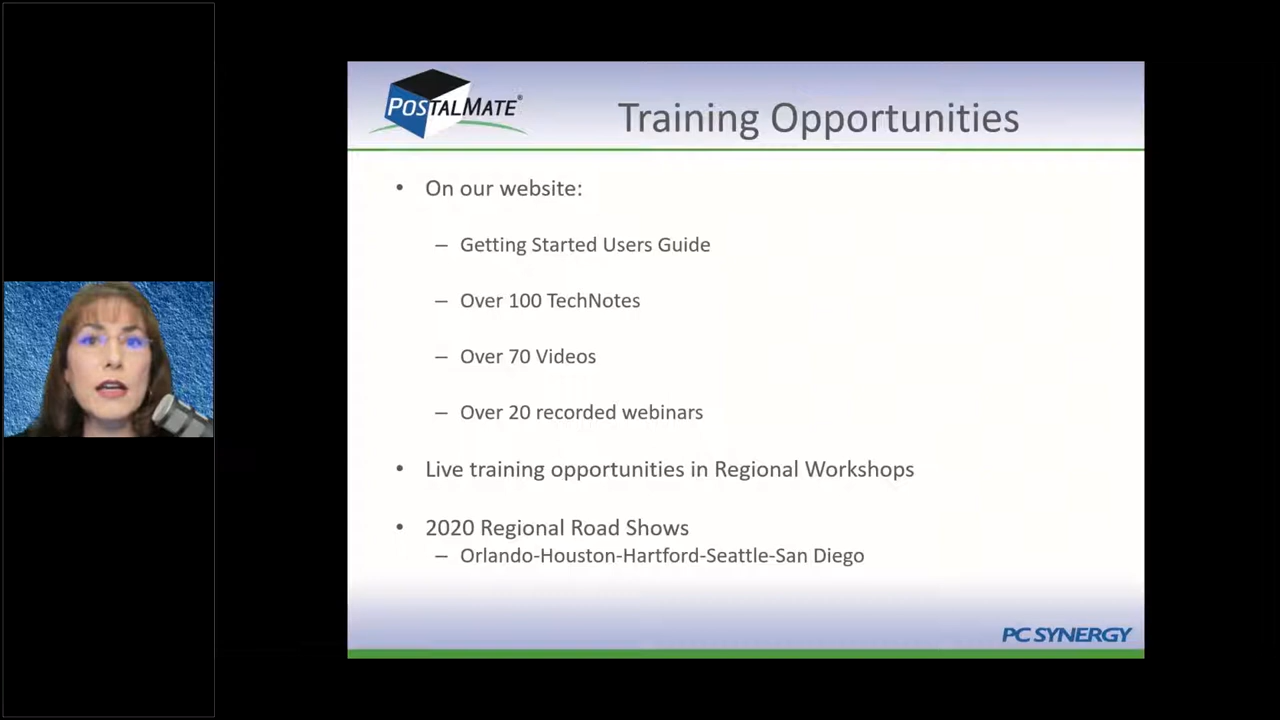 POSTALMATE®
Training Opportunities
• On our website:
– Getting Started Users Guide
– Over 100 TechNotes
– Over 70 Videos
– Over 20 recorded webinars
• Live training opportunities in Regional Workshops
• 2020 Regional Road Shows
– Orlando-Houston-Hartford-Seattle-San Diego
PC SYNERGY